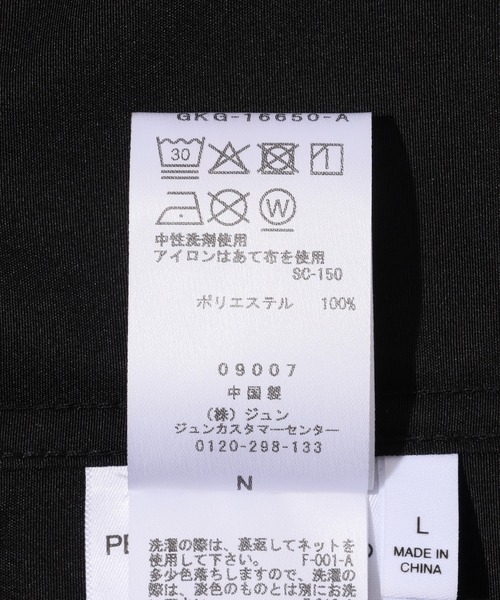 GKG-16650-A
30
W
中性洗剤使用
アイロンはあて布を使用
SC-150
ポリエステル 100%
09007
中国製
(株)ジュン
ジュンカスタマーセンター
0120-298-133
N
洗濯の際は、裏返してネットを
使用して下さい。 F-001-A
多少色落ちしますので、洗濯の
際は、淡色のものとは別にお洗
L
MADE IN
CHINA